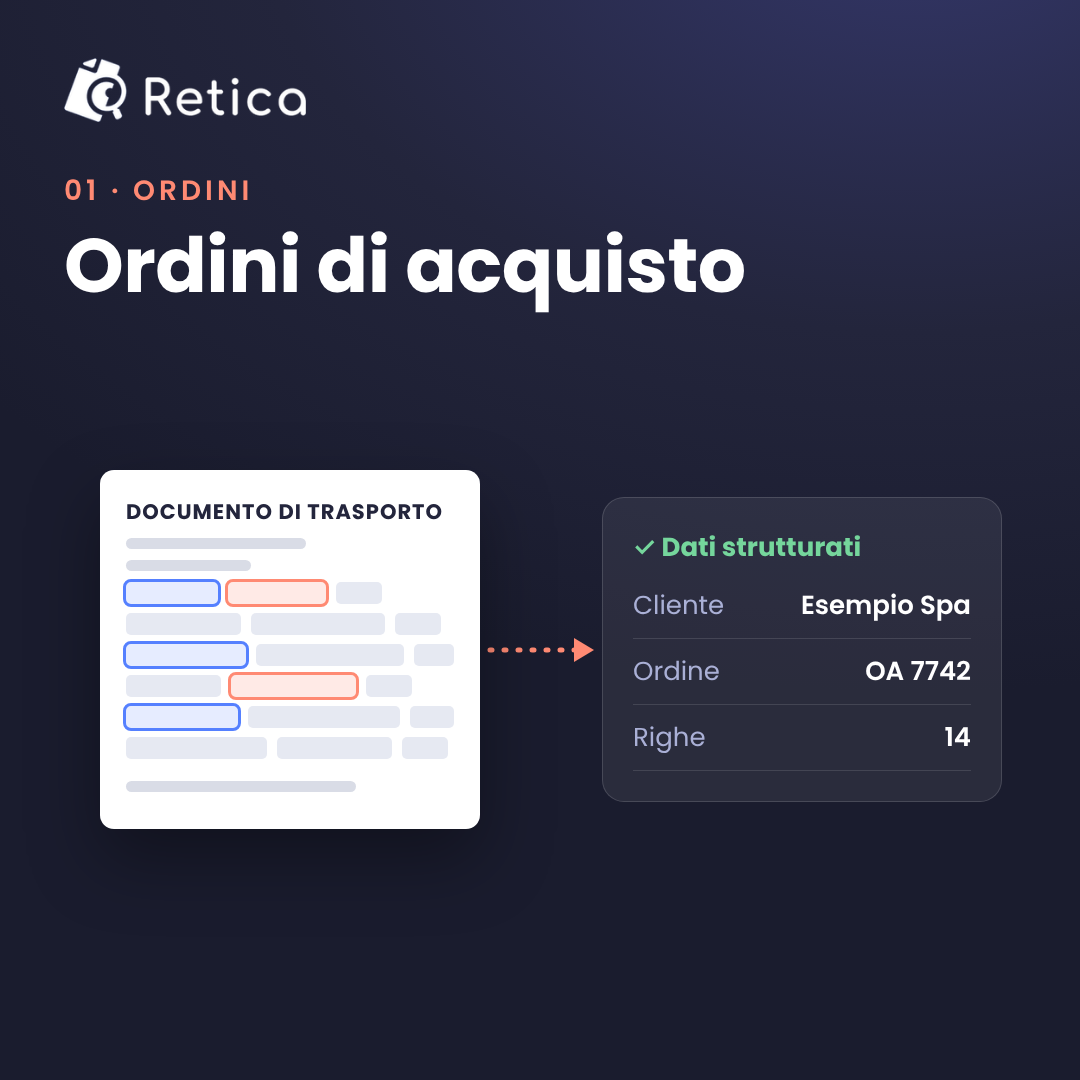 Retica
01 · ORDINI
Ordini di acquisto
DOCUMENTO DI TRASPORTO
✓ Dati strutturati
Cliente Esempio Spa
Ordine OA 7742
Righe 14